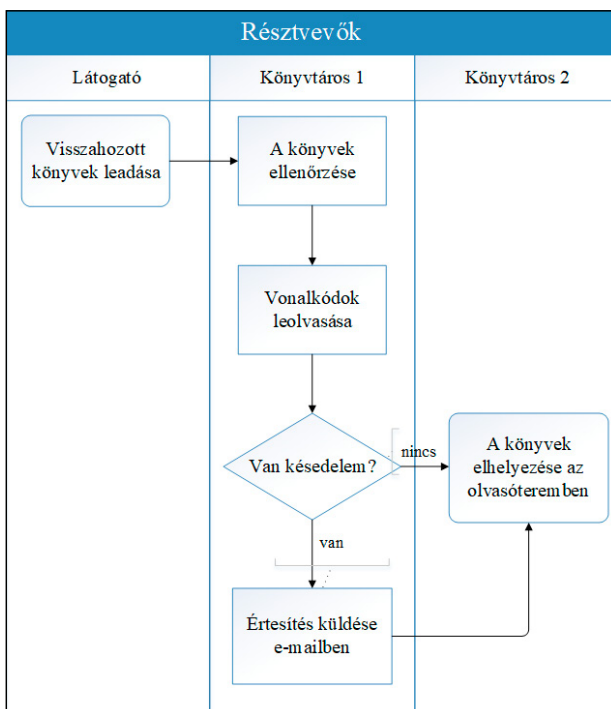 Résztvevők
Látogató
Könyvtáros 1
Könyvtáros 2
Visszahozott
könyvek leadása
A könyvek
ellenőrzése
Vonalkódok
leolvasása
Van késedelem?
nincs
A könyvek
elhelyezése az
olvasóteremben
van
Értesítés küldése
e-mailben